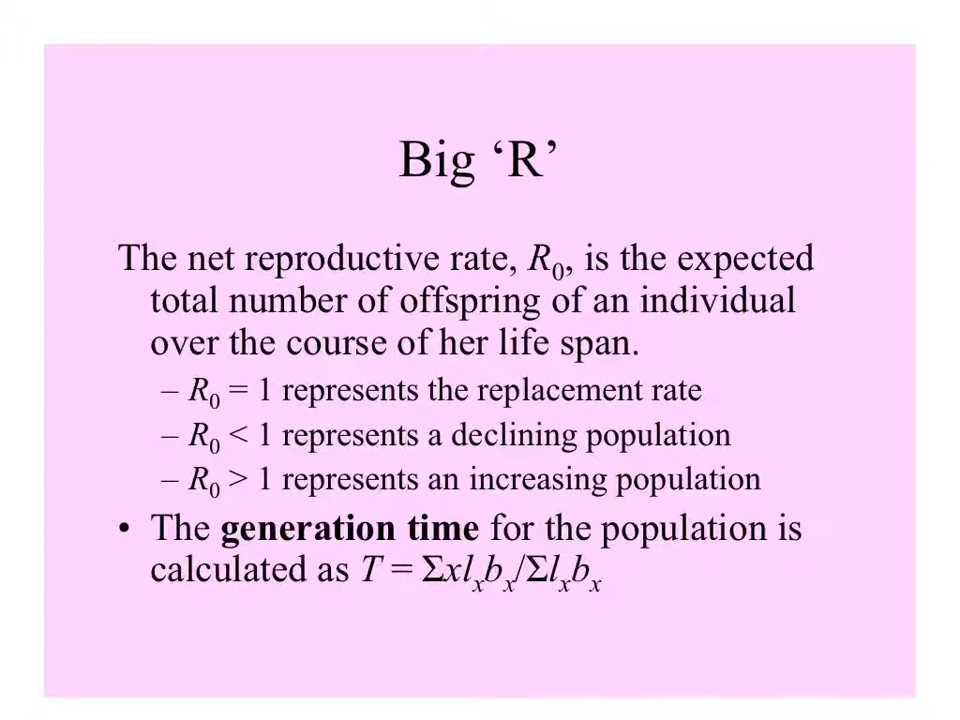 Big ‘R’
The net reproductive rate, R₀, is the expected
total number of offspring of an individual
over the course of her life span.
– R₀ = 1 represents the replacement rate
– R₀ < 1 represents a declining population
– R₀ > 1 represents an increasing population
• The generation time for the population is
calculated as T = Σxlₓbₓ/Σlₓbₓ